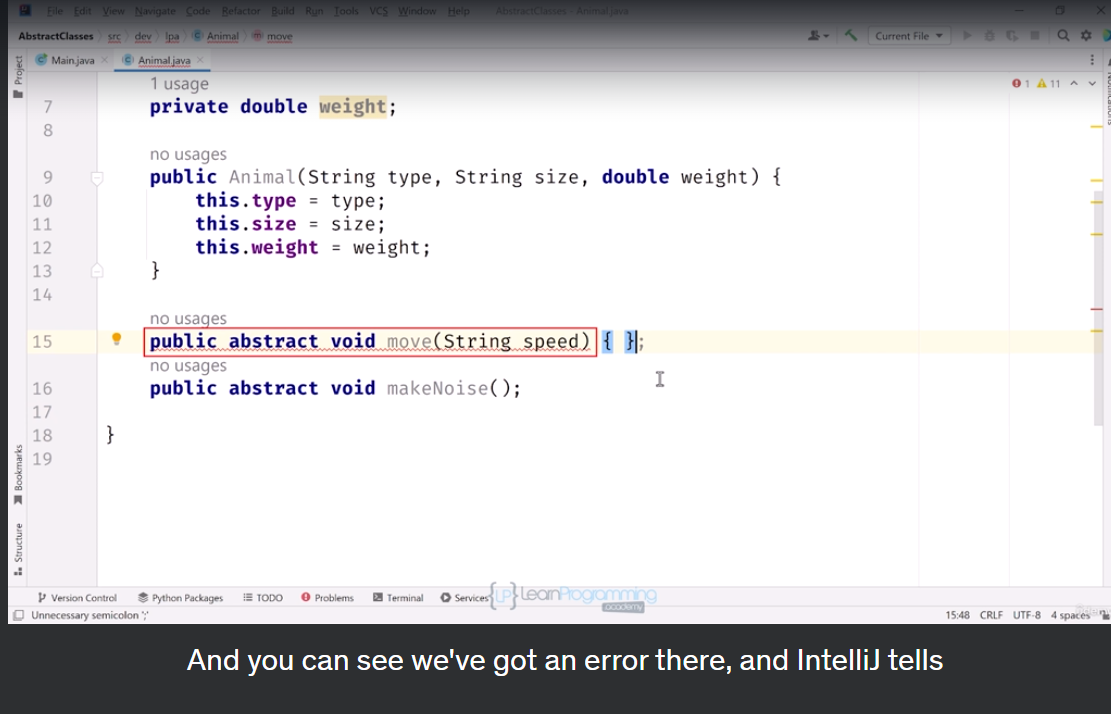 File Edit View Navigate Code Refactor Build Run Tools VCS Window Help AbstractClasses - Animal.java
AbstractClasses src dev lpa Animal move Current File
Main.java Animal.java
Project
1 usage
1 11
7 private double weight;
8
no usages
9 public Animal(String type, String size, double weight) {
10 this.type = type;
11 this.size = size;
12 this.weight = weight;
13 }
14
no usages
15 public abstract void move(String speed) { };
no usages
16 public abstract void makeNoise();
17
18 }
19
Bookmarks
Structure
Version Control Python Packages TODO Problems Terminal Services
{LP} LearnProgramming
academy
Unnecessary semicolon ';' 15:48 CRLF UTF-8 4 spaces
And you can see we've got an error there, and IntelliJ tells